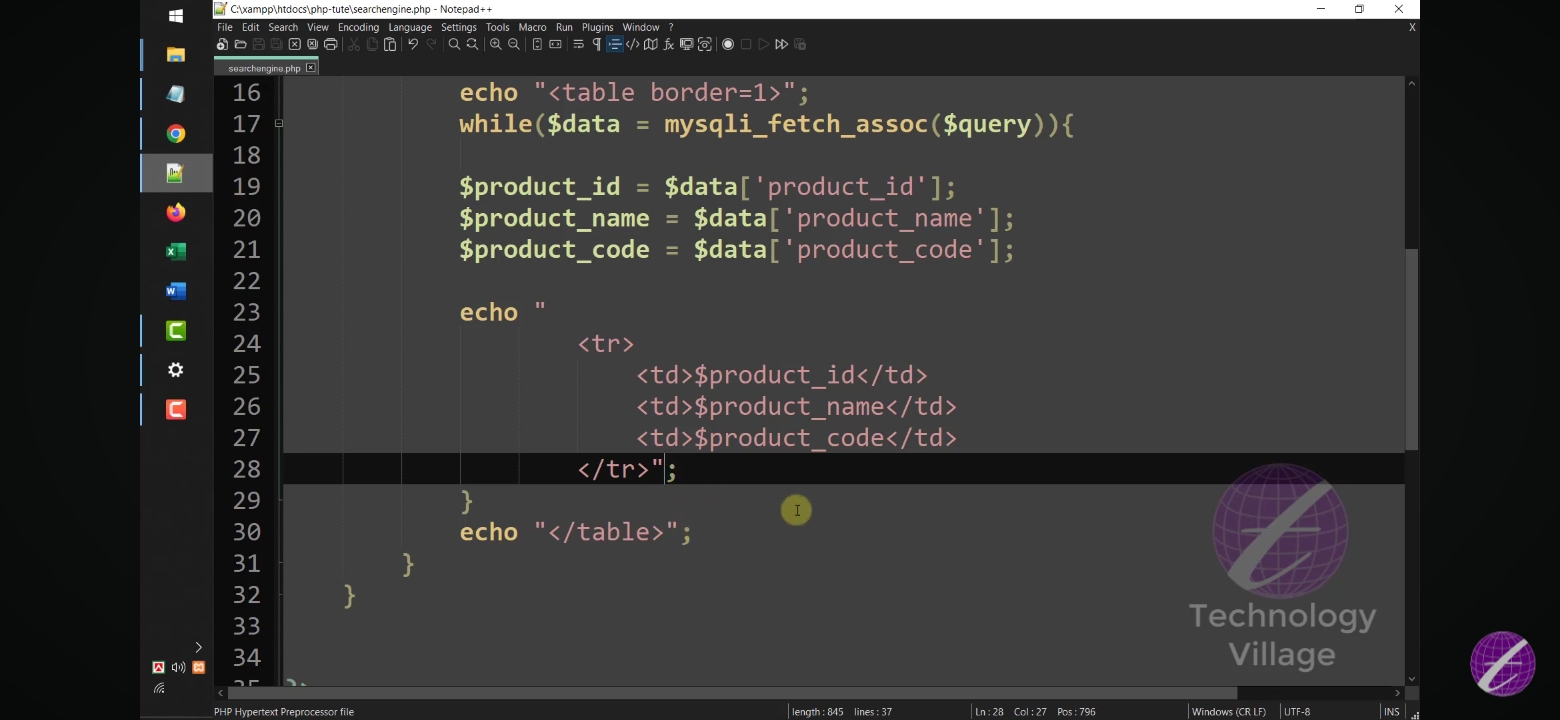 C:\xampp\htdocs\php-tute\searchengine.php - Notepad++
File Edit Search View Encoding Language Settings Tools Macro Run Plugins Window ? X
searchengine.php
16 echo "<table border=1>";
17 while($data = mysqli_fetch_assoc($query)){
18
19 $product_id = $data['product_id'];
20 $product_name = $data['product_name'];
21 $product_code = $data['product_code'];
22
23 echo "
24 <tr>
25 <td>$product_id</td>
26 <td>$product_name</td>
27 <td>$product_code</td>
28 </tr>";
29 }
30 echo "</table>";
31 }
32 }
33
34
Technology
Village
PHP Hypertext Preprocessor file length : 845 lines : 37 Ln : 28 Col : 27 Pos : 796 Windows (CR LF) UTF-8 INS